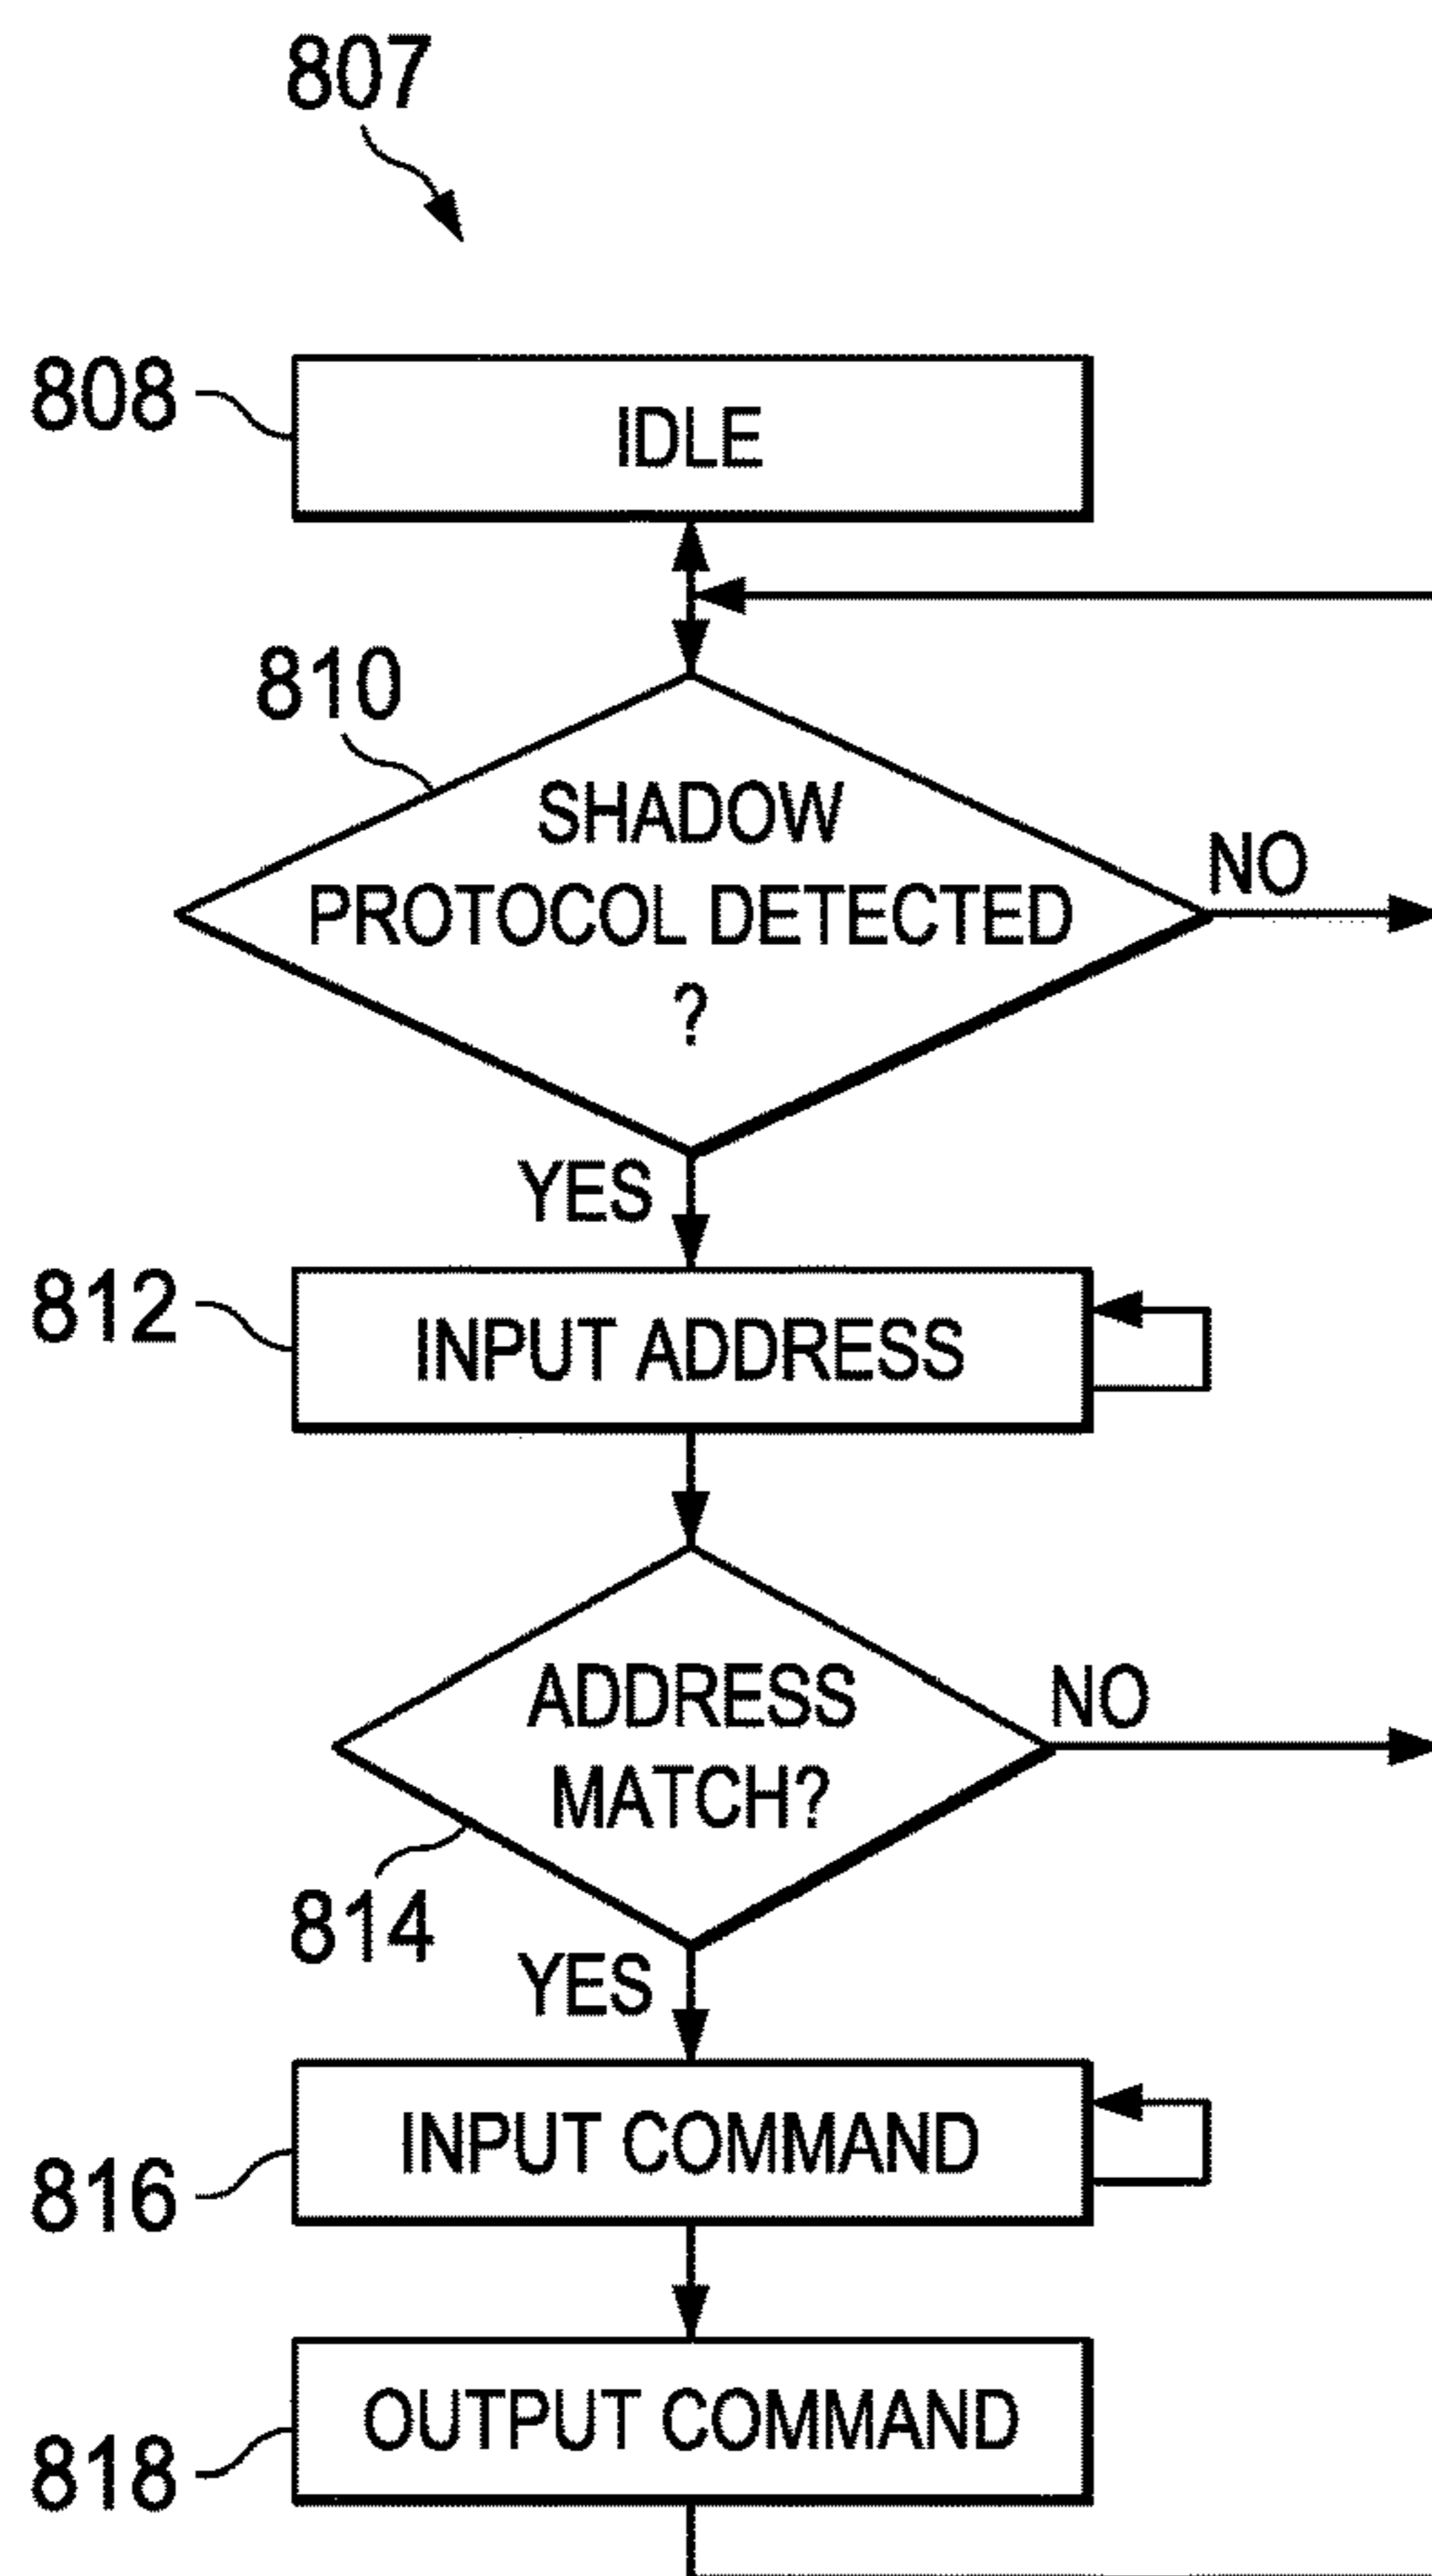 807
808
IDLE
810
SHADOW
PROTOCOL DETECTED
?
NO
YES
812
INPUT ADDRESS
ADDRESS
MATCH?
NO
814
YES
816
INPUT COMMAND
818
OUTPUT COMMAND